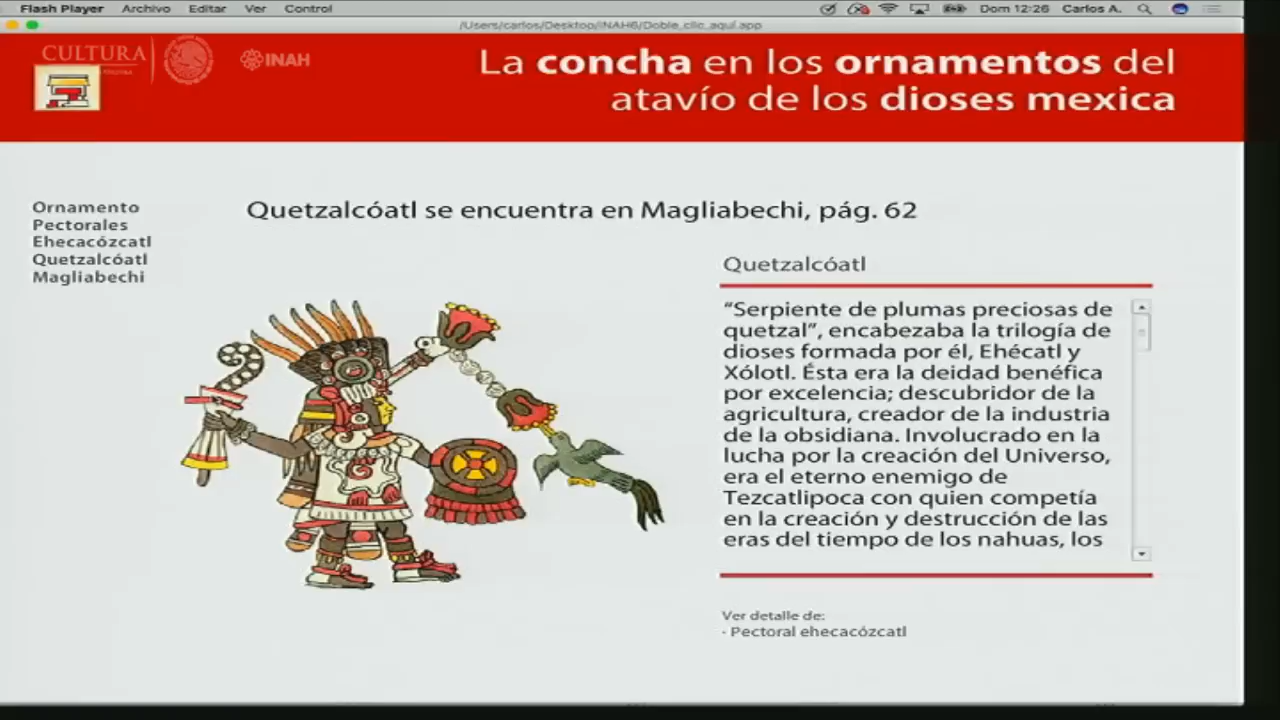 Flash Player Archivo Editar Ver Control Dom 12:26 Carlos A.
/Users/carlos/Desktop/INAH6/Doble_clic_aquí.app
CULTURA
INAH
La concha en los ornamentos del
atavío de los dioses mexica
Ornamento
Pectorales
Ehecacózcatl
Quetzalcóatl
Magliabechi
Quetzalcóatl se encuentra en Magliabechi, pág. 62
Quetzalcóatl
“Serpiente de plumas preciosas de
quetzal”, encabezaba la trilogía de
dioses formada por él, Ehécatl y
Xólotl. Ésta era la deidad benéfica
por excelencia; descubridor de la
agricultura, creador de la industria
de la obsidiana. Involucrado en la
lucha por la creación del Universo,
era el eterno enemigo de
Tezcatlipoca con quien competía
en la creación y destrucción de las
eras del tiempo de los nahuas, los
Ver detalle de:
- Pectoral ehecacózcatl